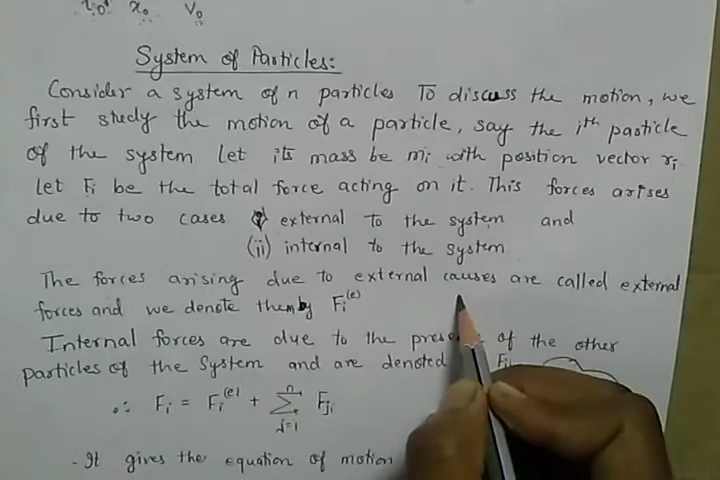 x₀ V₀
System of Particles:
Consider a system of n particles To discuss the motion, we
first study the motion of a particle, say the iᵗʰ particle
of the system let its mass be mᵢ with position vector rᵢ
let Fᵢ be the total force acting on it. This forces arises
due to two cases (i) external to the system and
(ii) internal to the system
The forces arising due to external causes are called external
forces and we denote them by Fᵢ⁽ᵉ⁾
Internal forces are due to the of the other
particles of the System and are denoted
∴ Fᵢ = Fᵢ⁽ᵉ⁾ + Σⁿⱼ₌₁ Fⱼᵢ
- It gives the equation of motion